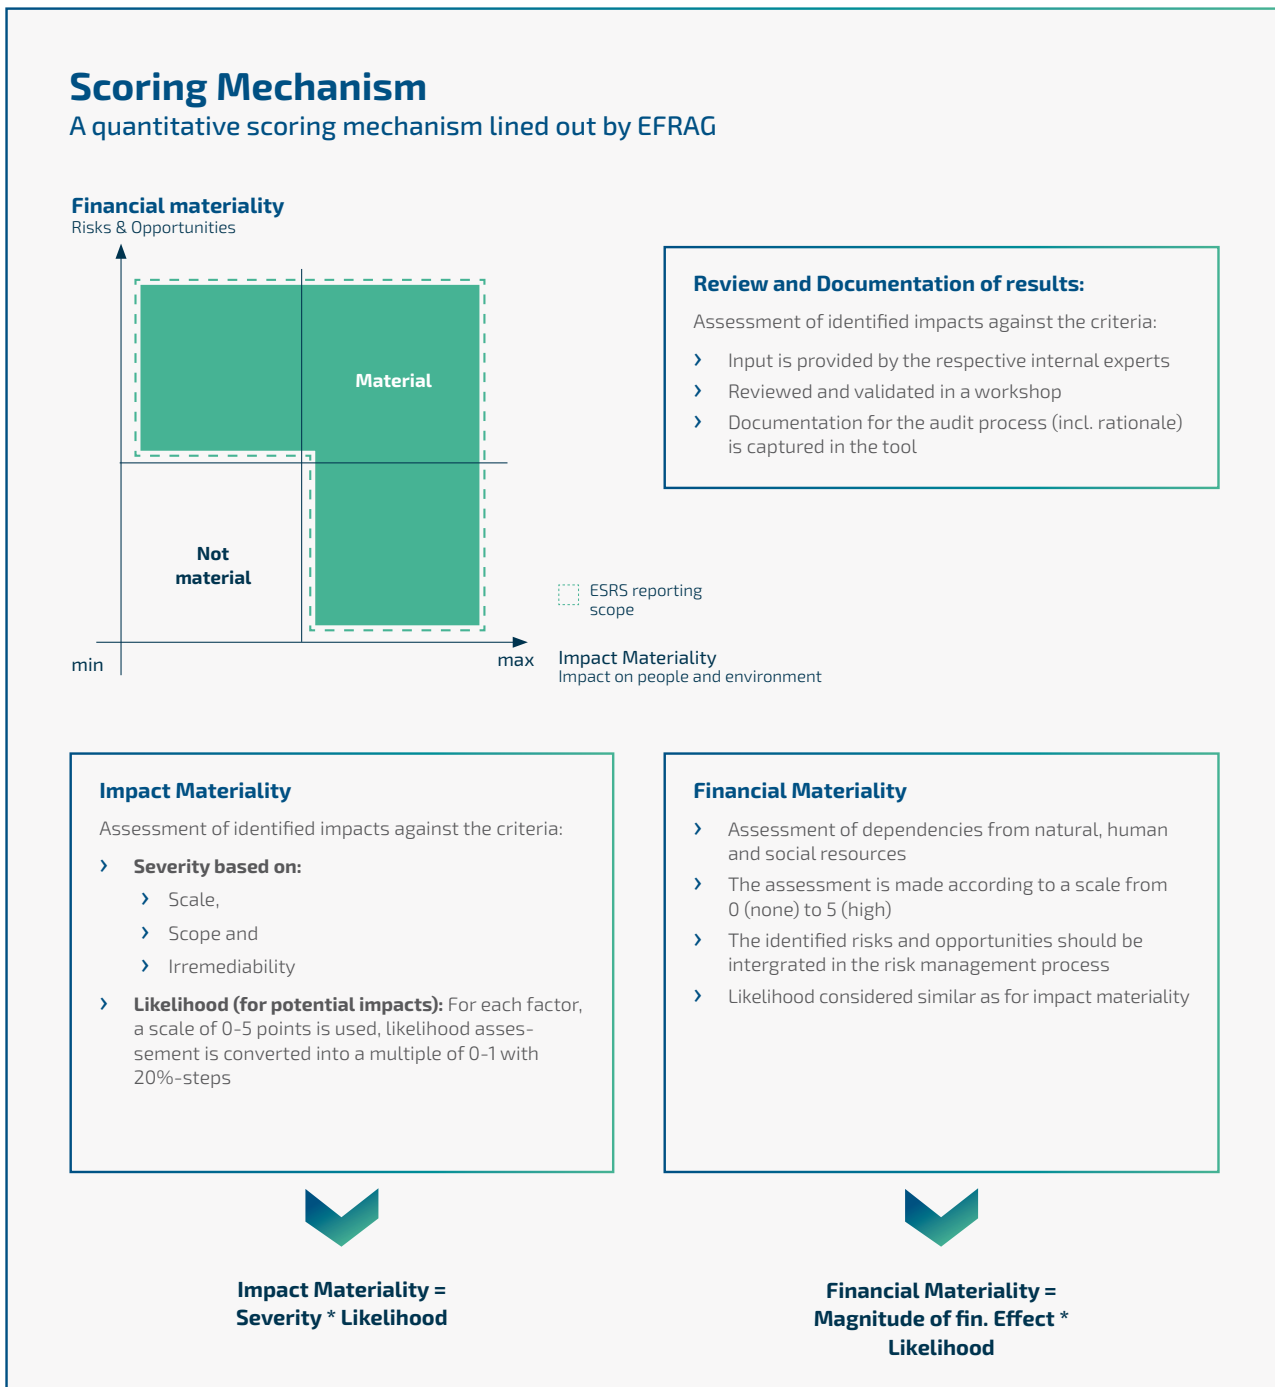 Scoring Mechanism
A quantitative scoring mechanism lined out by EFRAG
Financial materiality
Risks & Opportunities
Material
Not
material
min
max
ESRS reporting
scope
Impact Materiality
Impact on people and environment
Review and Documentation of results:
Assessment of identified impacts against the criteria:
› Input is provided by the respective internal experts
› Reviewed and validated in a workshop
› Documentation for the audit process (incl. rationale)
is captured in the tool
Impact Materiality
Assessment of identified impacts against the criteria:
› Severity based on:
› Scale,
› Scope and
› Irremediability
› Likelihood (for potential impacts): For each factor,
a scale of 0-5 points is used, likelihood asses-
sement is converted into a multiple of 0-1 with
20%-steps
Impact Materiality =
Severity * Likelihood
Financial Materiality
› Assessment of dependencies from natural, human
and social resources
› The assessment is made according to a scale from
0 (none) to 5 (high)
› The identified risks and opportunities should be
intergrated in the risk management process
› Likelihood considered similar as for impact materiality
Financial Materiality =
Magnitude of fin. Effect *
Likelihood